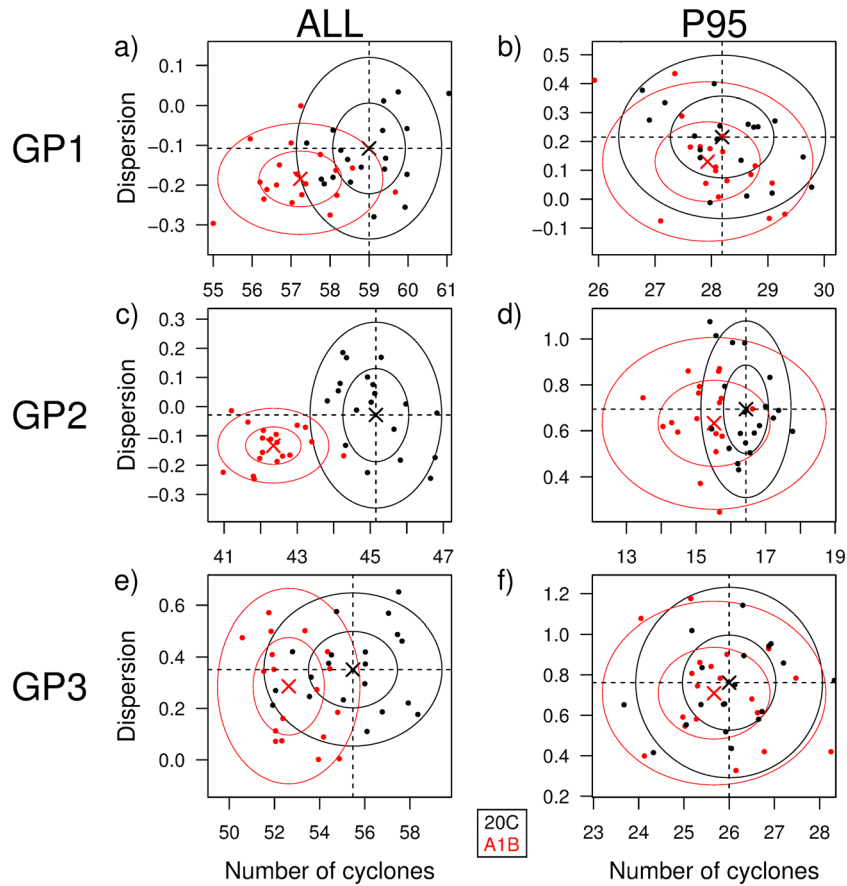 ALL P95
a) b)
GP1
Dispersion
0.1
0.0
−0.1
−0.2
−0.3
0.5
0.4
0.3
0.2
0.1
0.0
−0.1
55 56 57 58 59 60 61
26 27 28 29 30
c) d)
GP2
Dispersion
0.3
0.2
0.1
0.0
−0.1
−0.2
−0.3
1.0
0.8
0.6
0.4
41 43 45 47
13 15 17 19
e) f)
GP3
Dispersion
0.6
0.4
0.2
0.0
1.2
1.0
0.8
0.6
0.4
0.2
50 52 54 56 58
23 24 25 26 27 28
20C
A1B
Number of cyclones Number of cyclones